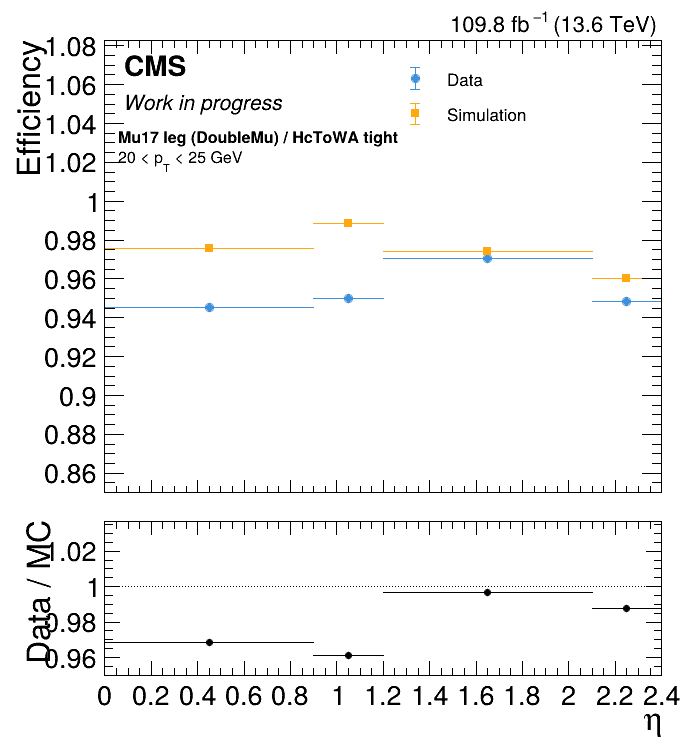 109.8 fb⁻¹ (13.6 TeV)
Efficiency
CMS
Work in progress
Mu17 leg (DoubleMu) / HcToWA tight
20 < p_T < 25 GeV
Data
Simulation
1.08
1.06
1.04
1.02
1
0.98
0.96
0.94
0.92
0.9
0.88
0.86
Data / MC
1.02
1
0.98
0.96
0 0.2 0.4 0.6 0.8 1 1.2 1.4 1.6 1.8 2 2.2 2.4
η